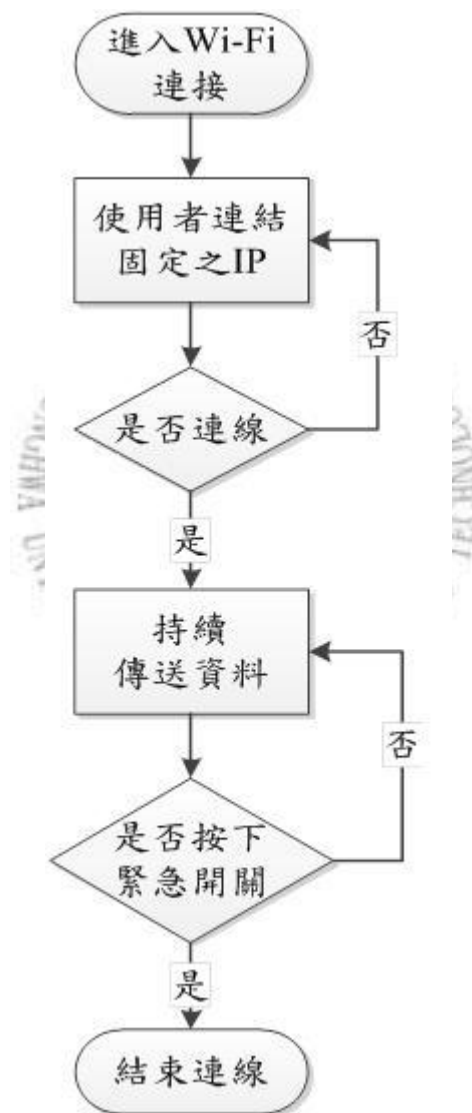 進入Wi-Fi
連接
使用者連結
固定之IP
否
是否連線
是
持續
傳送資料
否
是否按下
緊急開關
是
結束連線